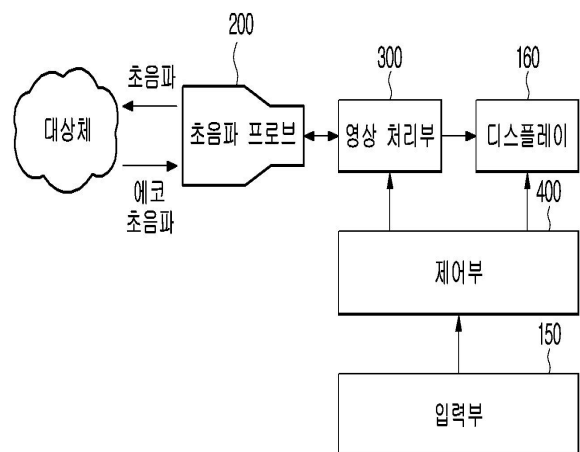 200
300
160
초음파
대상체
초음파 프로브
영상 처리부
디스플레이
에코
초음파
400
제어부
150
입력부